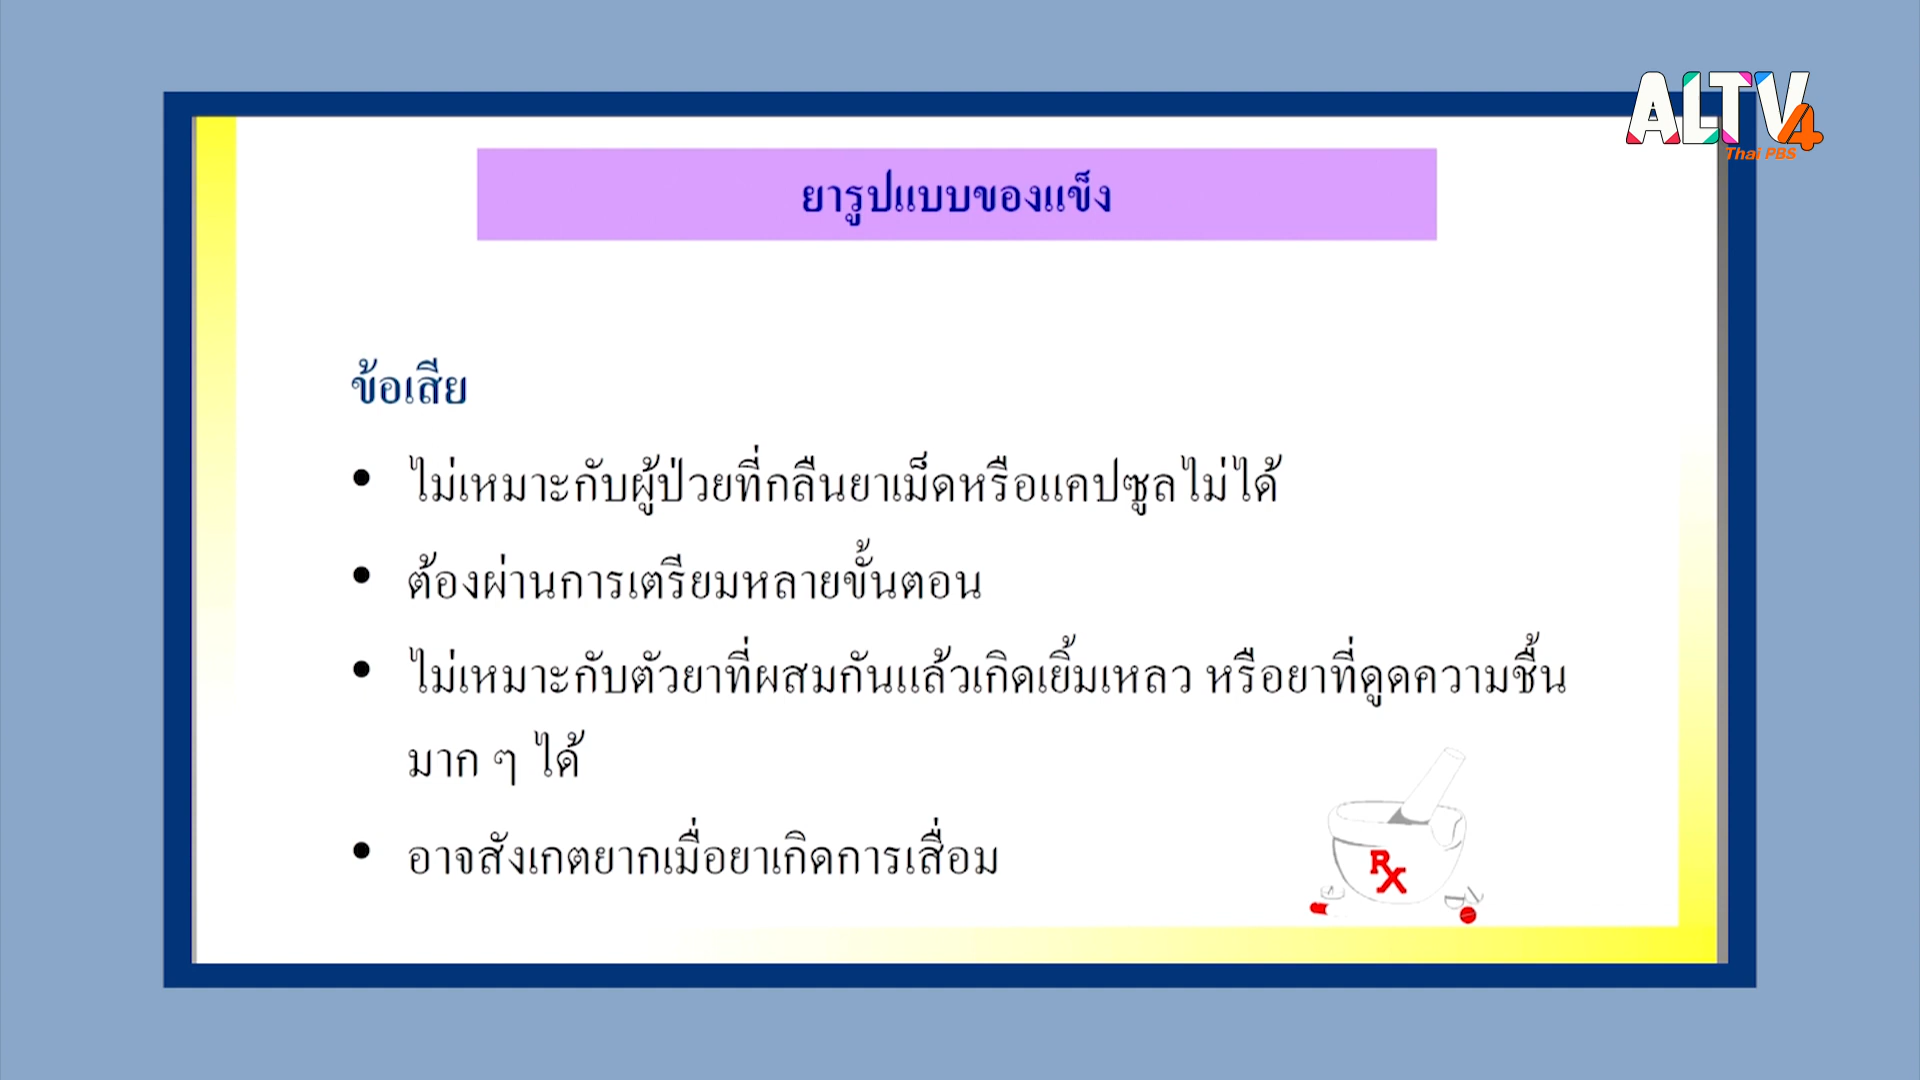 ALTV4
Thai PBS
ยารูปแบบของแข็ง
ข้อเสีย
• ไม่เหมาะกับผู้ป่วยที่กลืนยาเม็ดหรือแคปซูลไม่ได้
• ต้องผ่านการเตรียมหลายขั้นตอน
• ไม่เหมาะกับตัวยาที่ผสมกันแล้วเกิดเยิ้มเหลว หรือยาที่ดูดความชื้น
มาก ๆ ได้
• อาจสังเกตยากเมื่อยาเกิดการเสื่อม
RX